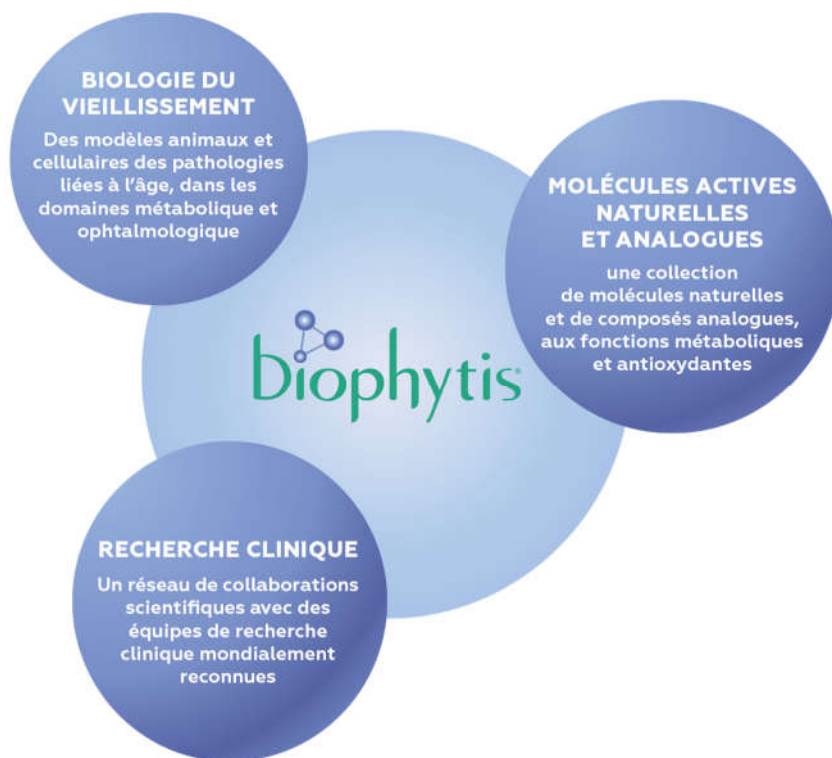 BIOLOGIE DU
VIEILLISSEMENT
Des modèles animaux et
cellulaires des pathologies
liées à l'âge, dans les
domaines métabolique et
ophtalmologique
MOLÉCULES ACTIVES
NATURELLES
ET ANALOGUES
une collection
de molécules naturelles
et de composés analogues,
aux fonctions métaboliques
et antioxydantes
biophytis®
RECHERCHE CLINIQUE
Un réseau de collaborations
scientifiques avec des
équipes de recherche
clinique mondialement
reconnues